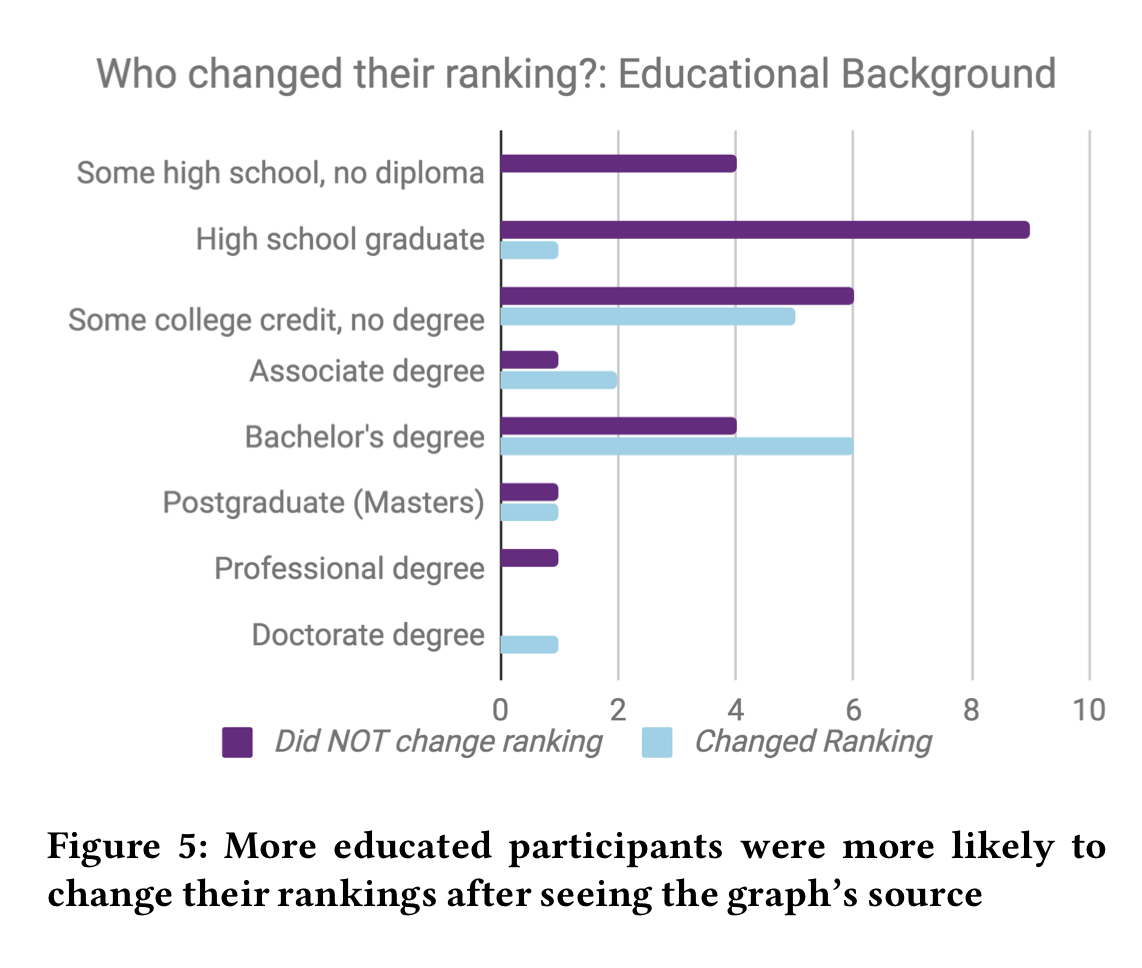 Who changed their ranking?: Educational Background
Some high school, no diploma
High school graduate
Some college credit, no degree
Associate degree
Bachelor's degree
Postgraduate (Masters)
Professional degree
Doctorate degree
0 2 4 6 8 10
Did NOT change ranking Changed Ranking
Figure 5: More educated participants were more likely to
change their rankings after seeing the graph’s source